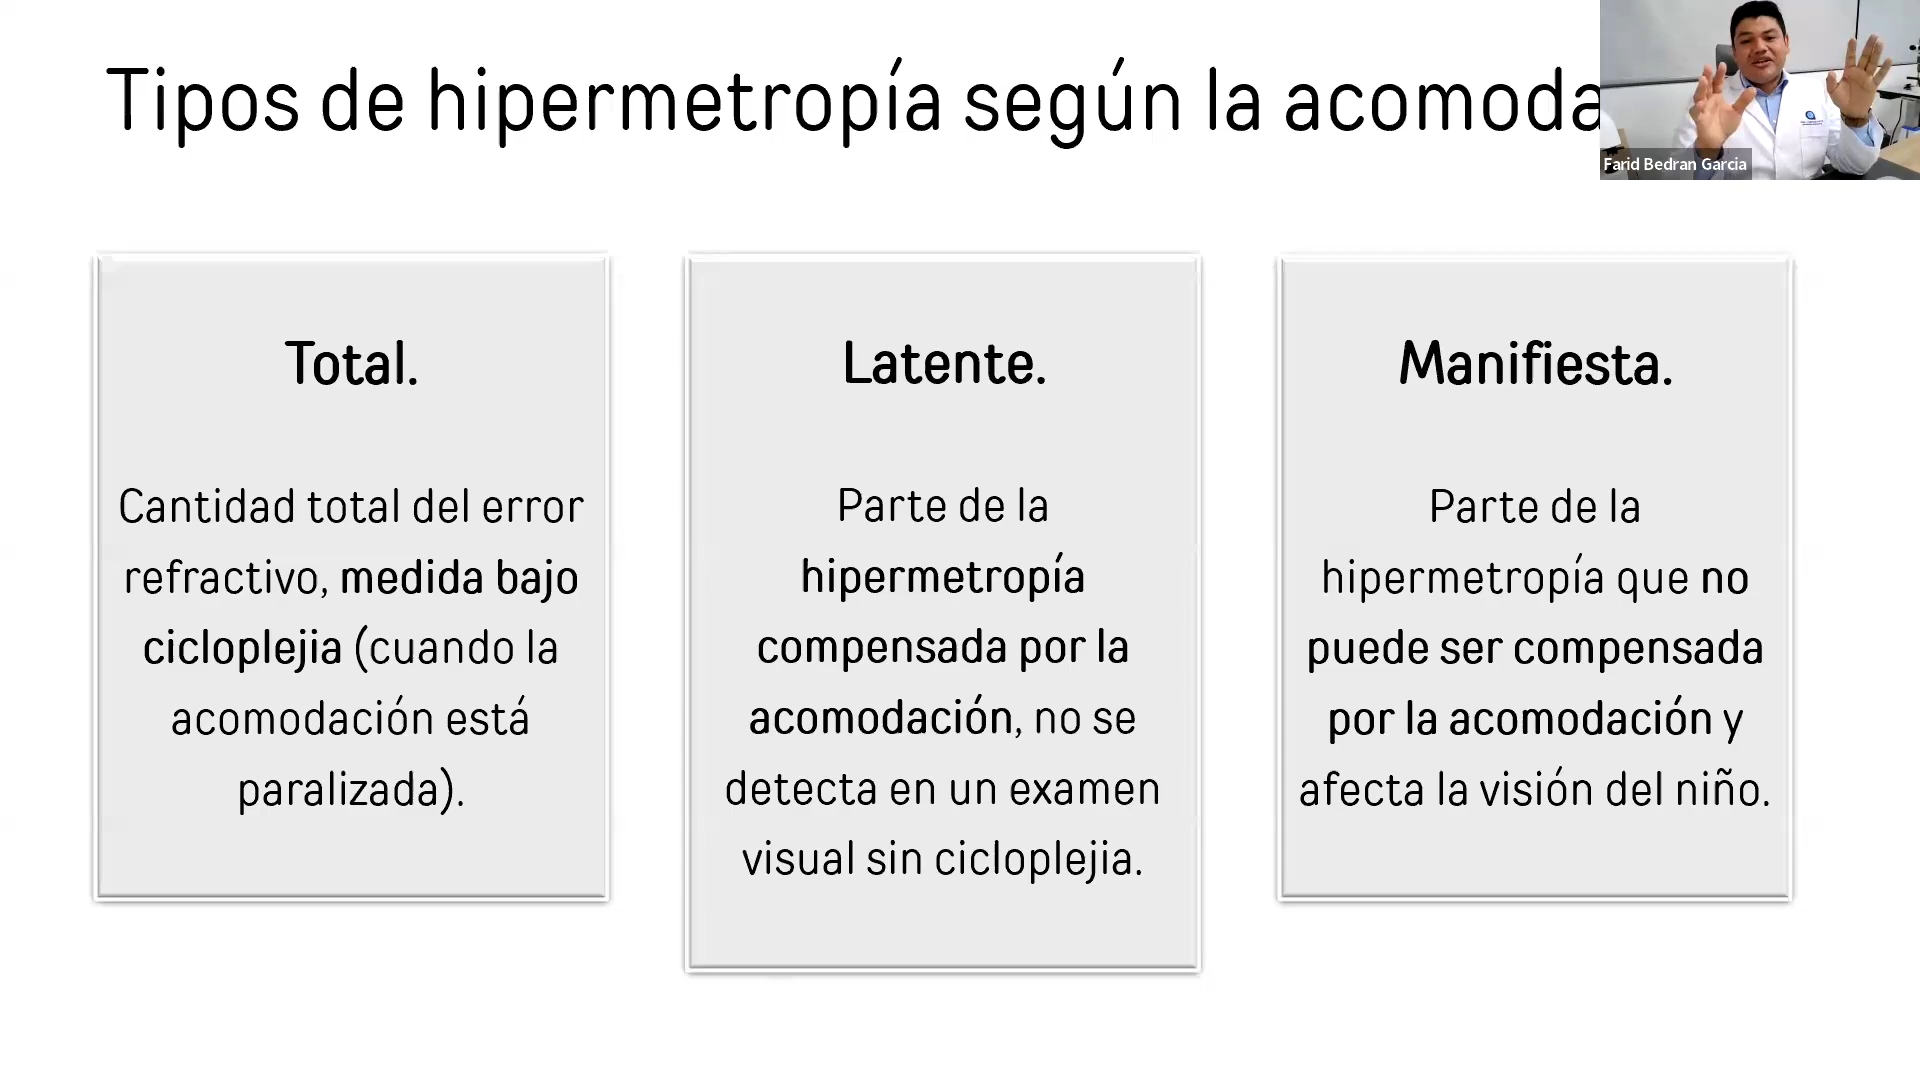 Tipos de hipermetropía según la acomoda
Farid Bedran Garcia
Total.
Cantidad total del error
refractivo, medida bajo
cicloplejia (cuando la
acomodación está
paralizada).
Latente.
Parte de la
hipermetropía
compensada por la
acomodación, no se
detecta en un examen
visual sin cicloplejia.
Manifiesta.
Parte de la
hipermetropía que no
puede ser compensada
por la acomodación y
afecta la visión del niño.